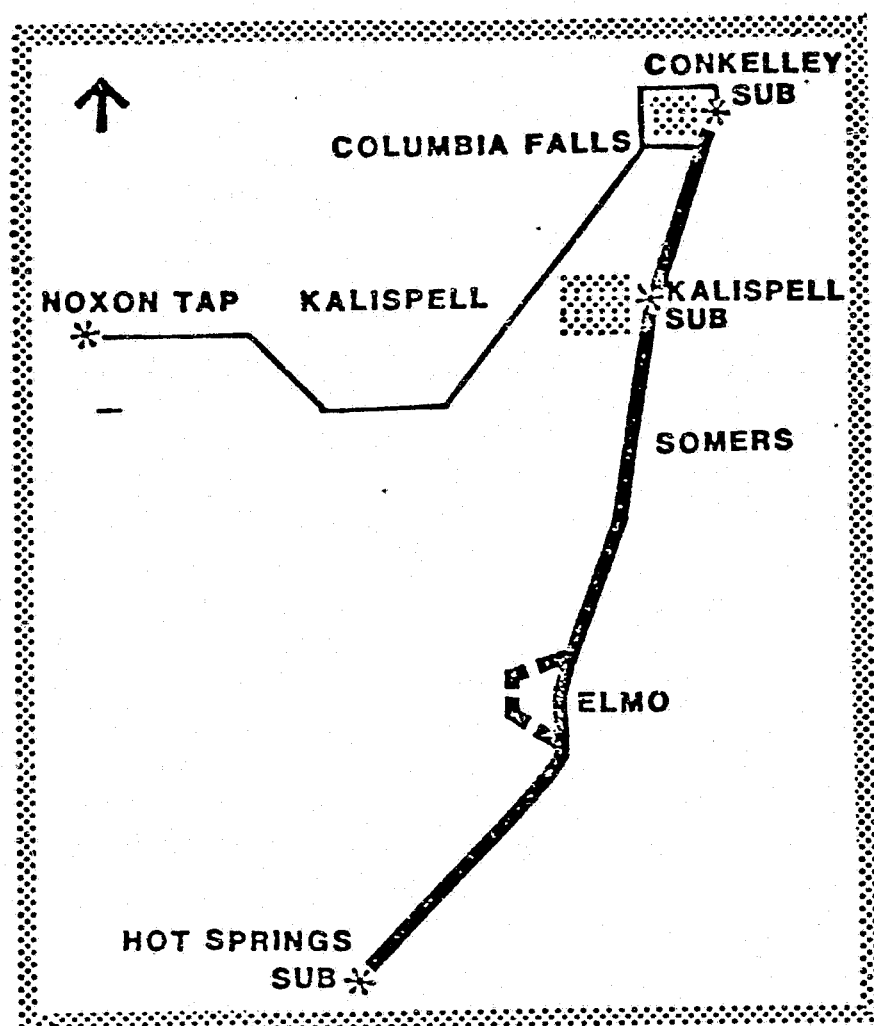 CONKELLEY
SUB
COLUMBIA FALLS
NOXON TAP
KALISPELL
KALISPELL
SUB
SOMERS
ELMO
HOT SPRINGS
SUB